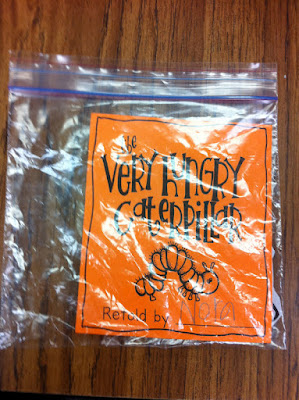 the
VERY HUNGRY
CATERPILLAR
Retold by